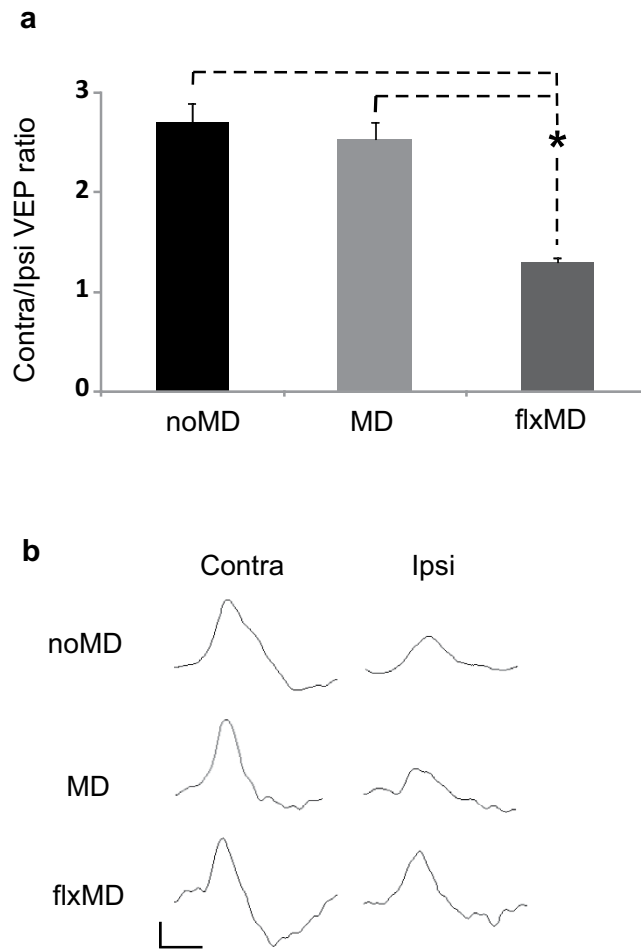 a
Contra/Ipsi VEP ratio
3
2
1
0
*
noMD
MD
flxMD
b
Contra Ipsi
noMD
MD
flxMD